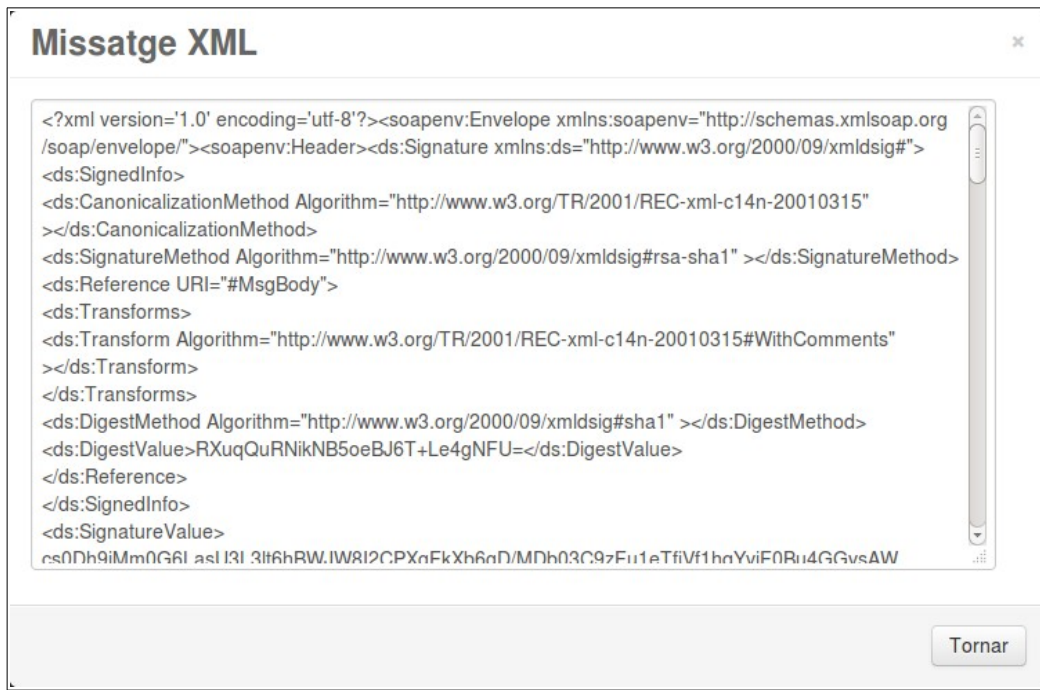 Missatge XML
×
<?xml version='1.0' encoding='utf-8'?><soapenv:Envelope xmlns:soapenv="http://schemas.xmlsoap.org
/soap/envelope/"><soapenv:Header><ds:Signature xmlns:ds="http://www.w3.org/2000/09/xmldsig#">
<ds:SignedInfo>
<ds:CanonicalizationMethod Algorithm="http://www.w3.org/TR/2001/REC-xml-c14n-20010315"
></ds:CanonicalizationMethod>
<ds:SignatureMethod Algorithm="http://www.w3.org/2000/09/xmldsig#rsa-sha1" ></ds:SignatureMethod>
<ds:Reference URI="#MsgBody">
<ds:Transforms>
<ds:Transform Algorithm="http://www.w3.org/TR/2001/REC-xml-c14n-20010315#WithComments"
></ds:Transform>
</ds:Transforms>
<ds:DigestMethod Algorithm="http://www.w3.org/2000/09/xmldsig#sha1" ></ds:DigestMethod>
<ds:DigestValue>RXuqQuRNikNB5oeBJ6T+Le4gNFU=</ds:DigestValue>
</ds:Reference>
</ds:SignedInfo>
<ds:SignatureValue>
Tornar